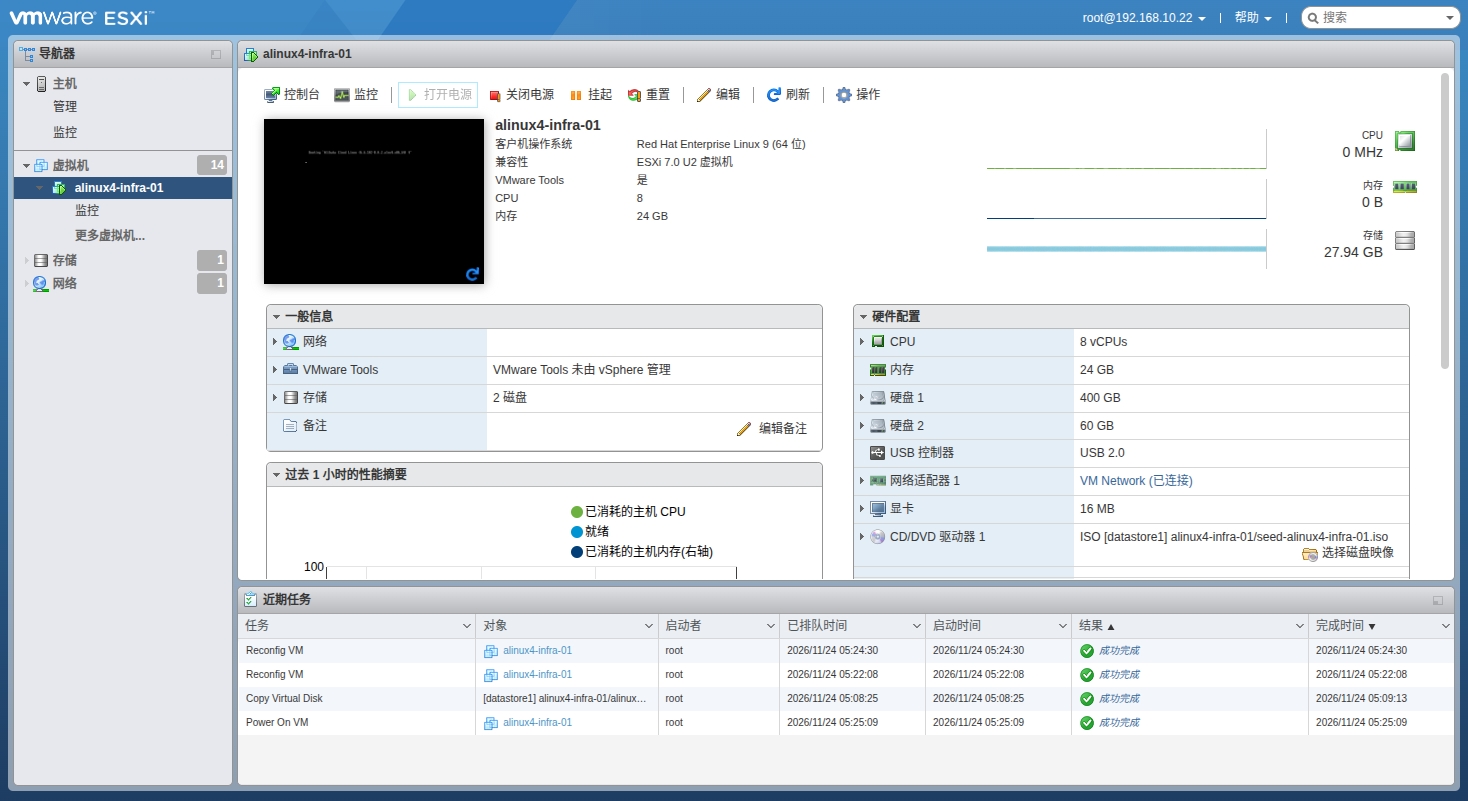 vmware ESXi™
root@192.168.10.22 | 帮助 | 搜索
导航器
主机
管理
监控
虚拟机 14
alinux4-infra-01
监控
更多虚拟机...
存储 1
网络 1
alinux4-infra-01
控制台 监控 打开电源 关闭电源 挂起 重置 编辑 刷新 操作
alinux4-infra-01
客户机操作系统 Red Hat Enterprise Linux 9 (64 位)
兼容性 ESXi 7.0 U2 虚拟机
VMware Tools 是
CPU 8
内存 24 GB
CPU
0 MHz
内存
0 B
存储
27.94 GB
一般信息
网络
VMware Tools VMware Tools 未由 vSphere 管理
存储 2 磁盘
备注 编辑备注
过去 1 小时的性能摘要
已消耗的主机 CPU
就绪
已消耗的主机内存(右轴)
100
硬件配置
CPU 8 vCPUs
内存 24 GB
硬盘 1 400 GB
硬盘 2 60 GB
USB 控制器 USB 2.0
网络适配器 1 VM Network (已连接)
显卡 16 MB
CD/DVD 驱动器 1 ISO [datastore1] alinux4-infra-01/seed-alinux4-infra-01.iso
选择磁盘映像
近期任务
任务 对象 启动者 已排队时间 启动时间 结果 ▲ 完成时间 ▼
Reconfig VM alinux4-infra-01 root 2026/11/24 05:24:30 2026/11/24 05:24:30 成功完成 2026/11/24 05:24:30
Reconfig VM alinux4-infra-01 root 2026/11/24 05:22:08 2026/11/24 05:22:08 成功完成 2026/11/24 05:22:08
Copy Virtual Disk [datastore1] alinux4-infra-01/alinux... root 2026/11/24 05:08:25 2026/11/24 05:08:25 成功完成 2026/11/24 05:09:13
Power On VM alinux4-infra-01 root 2026/11/24 05:25:09 2026/11/24 05:25:09 成功完成 2026/11/24 05:25:09